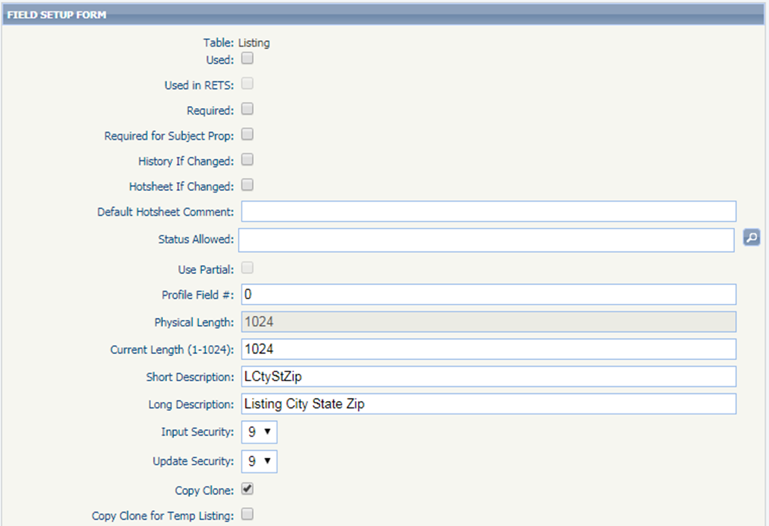 FIELD SETUP FORM
Table: Listing
Used:
Used in RETS:
Required:
Required for Subject Prop:
History If Changed:
Hotsheet If Changed:
Default Hotsheet Comment:
Status Allowed:
Use Partial:
Profile Field #: 0
Physical Length: 1024
Current Length (1-1024): 1024
Short Description: LCtyStZip
Long Description: Listing City State Zip
Input Security: 9
Update Security: 9
Copy Clone:
Copy Clone for Temp Listing: